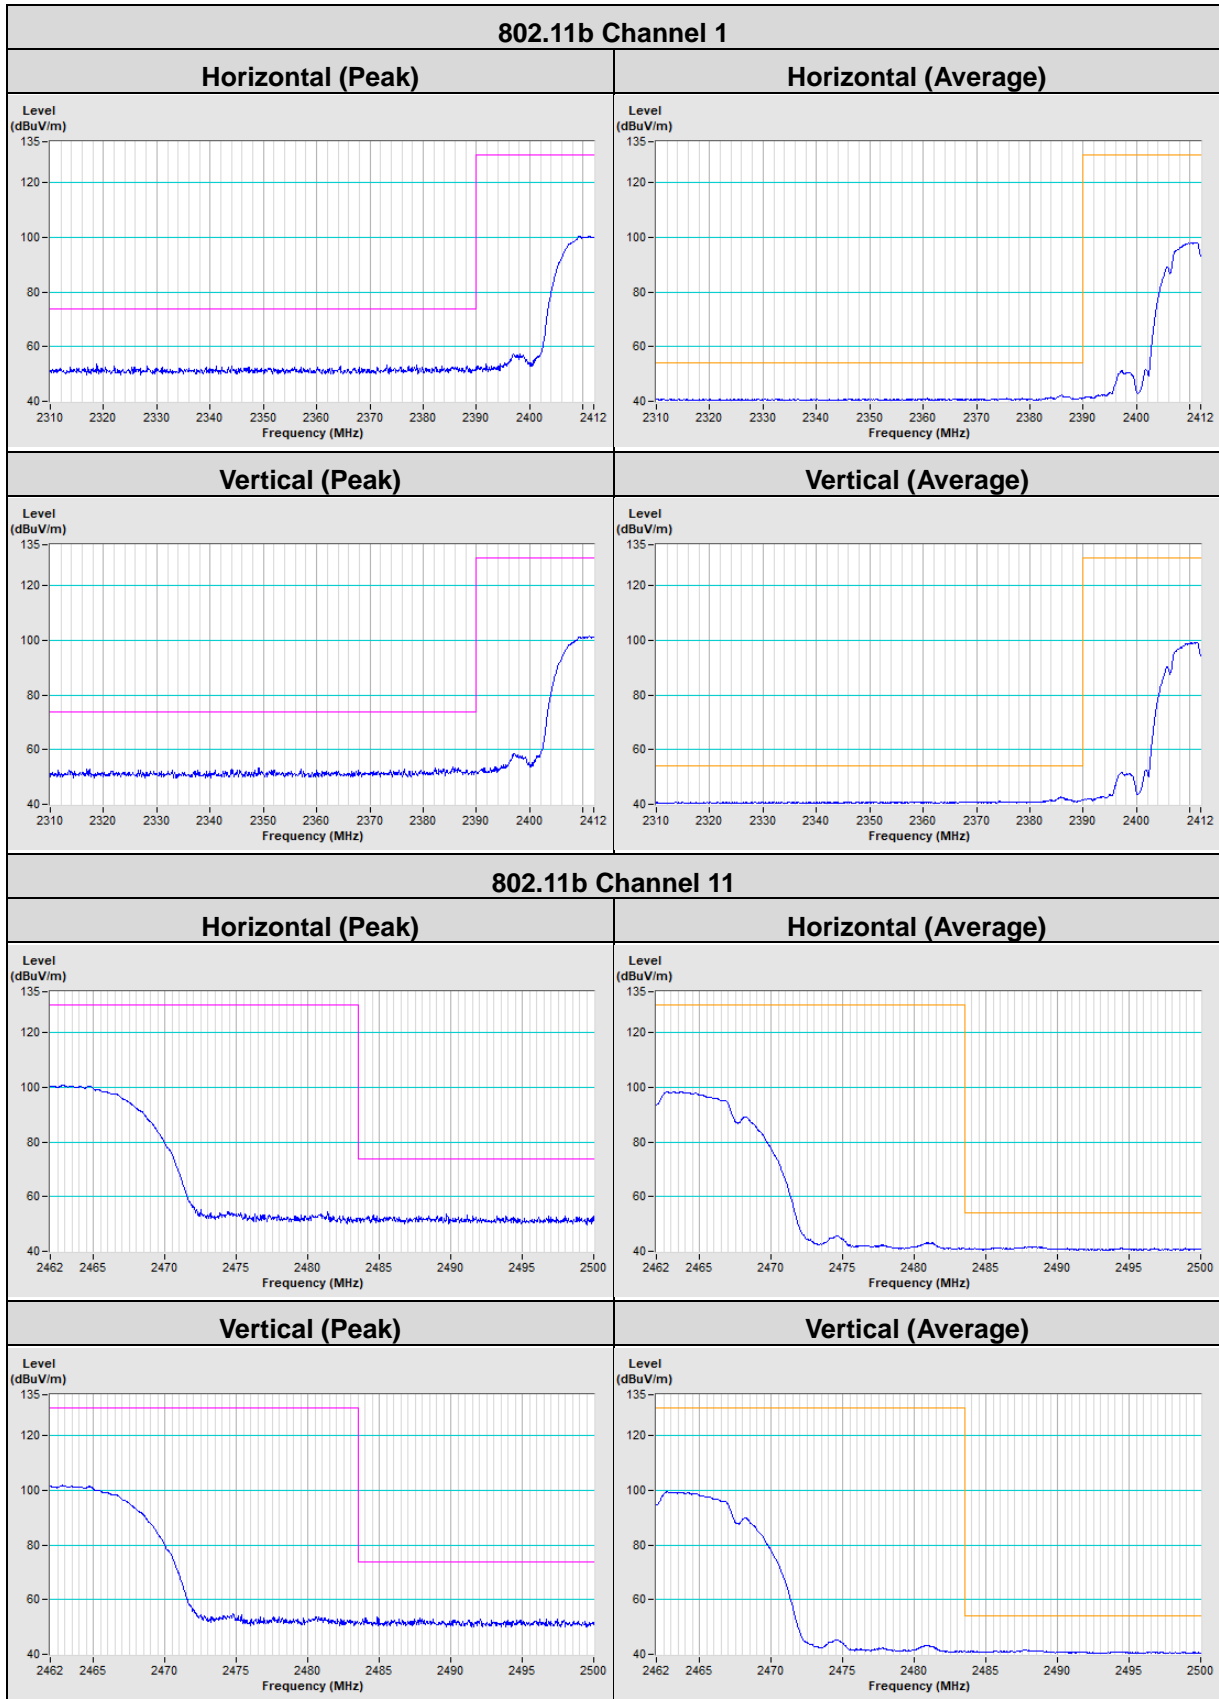 802.11b Channel 1
Horizontal (Peak) Horizontal (Average)
Level
(dBuV/m)
135
120
100
80
60
40
2310 2320 2330 2340 2350 2360 2370 2380 2390 2400 2412
Frequency (MHz)
Level
(dBuV/m)
135
120
100
80
60
40
2310 2320 2330 2340 2350 2360 2370 2380 2390 2400 2412
Frequency (MHz)
Vertical (Peak) Vertical (Average)
Level
(dBuV/m)
135
120
100
80
60
40
2310 2320 2330 2340 2350 2360 2370 2380 2390 2400 2412
Frequency (MHz)
Level
(dBuV/m)
135
120
100
80
60
40
2310 2320 2330 2340 2350 2360 2370 2380 2390 2400 2412
Frequency (MHz)
802.11b Channel 11
Horizontal (Peak) Horizontal (Average)
Level
(dBuV/m)
135
120
100
80
60
40
2462 2465 2470 2475 2480 2485 2490 2495 2500
Frequency (MHz)
Level
(dBuV/m)
135
120
100
80
60
40
2462 2465 2470 2475 2480 2485 2490 2495 2500
Frequency (MHz)
Vertical (Peak) Vertical (Average)
Level
(dBuV/m)
135
120
100
80
60
40
2462 2465 2470 2475 2480 2485 2490 2495 2500
Frequency (MHz)
Level
(dBuV/m)
135
120
100
80
60
40
2462 2465 2470 2475 2480 2485 2490 2495 2500
Frequency (MHz)